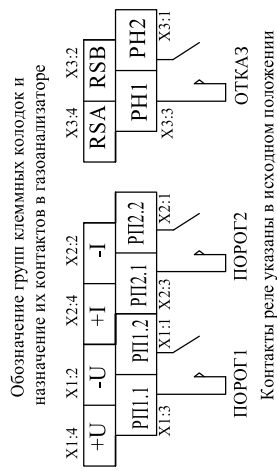 Обозначение групп клеммных колодок и
назначение их контактов в газоанализаторе
X1:4 X1:2 X2:4 X2:2 X3:4 X3:2
+U -U +I -I RSA RSB
РП1.1 РП1.2 РП2.1 РП2.2 РН1 РН2
X1:3 X1:1 X2:3 X2:1 X3:3 X3:1
ПОРОГ1 ПОРОГ2 ОТКАЗ
Контакты реле указаны в исходном положении